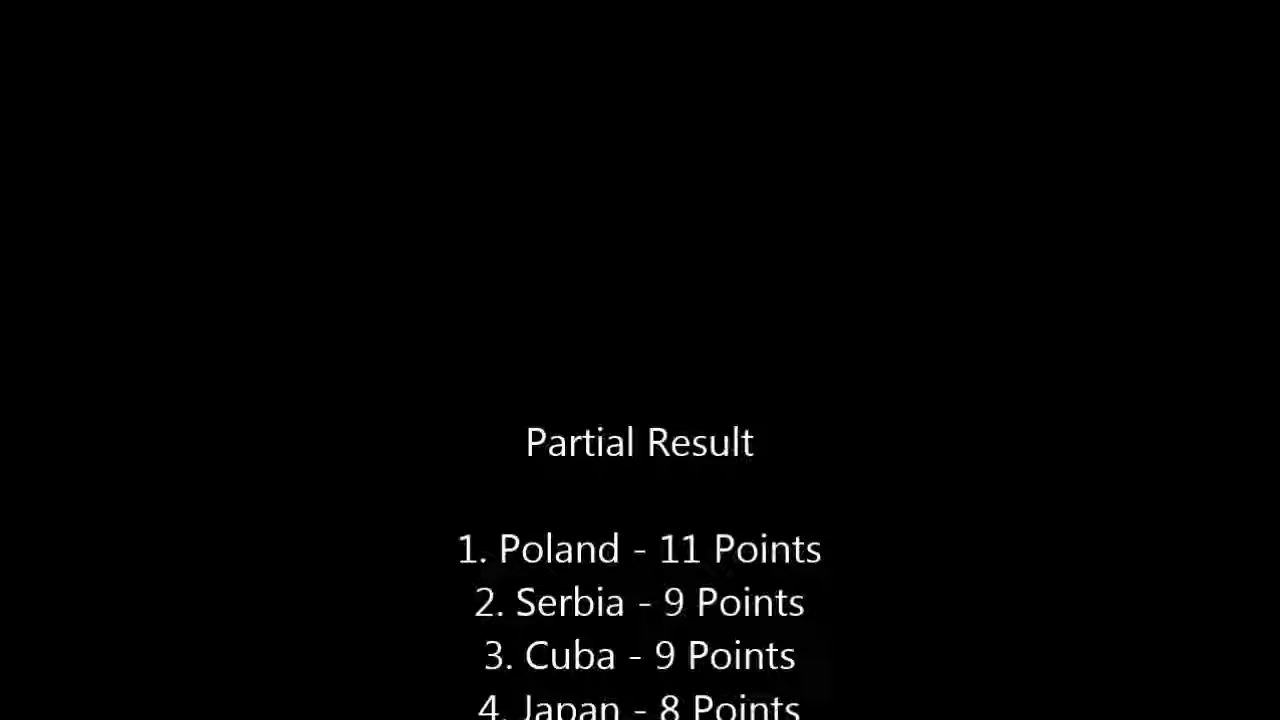 Partial Result
1. Poland - 11 Points
2. Serbia - 9 Points
3. Cuba - 9 Points
4. Japan - 8 Points